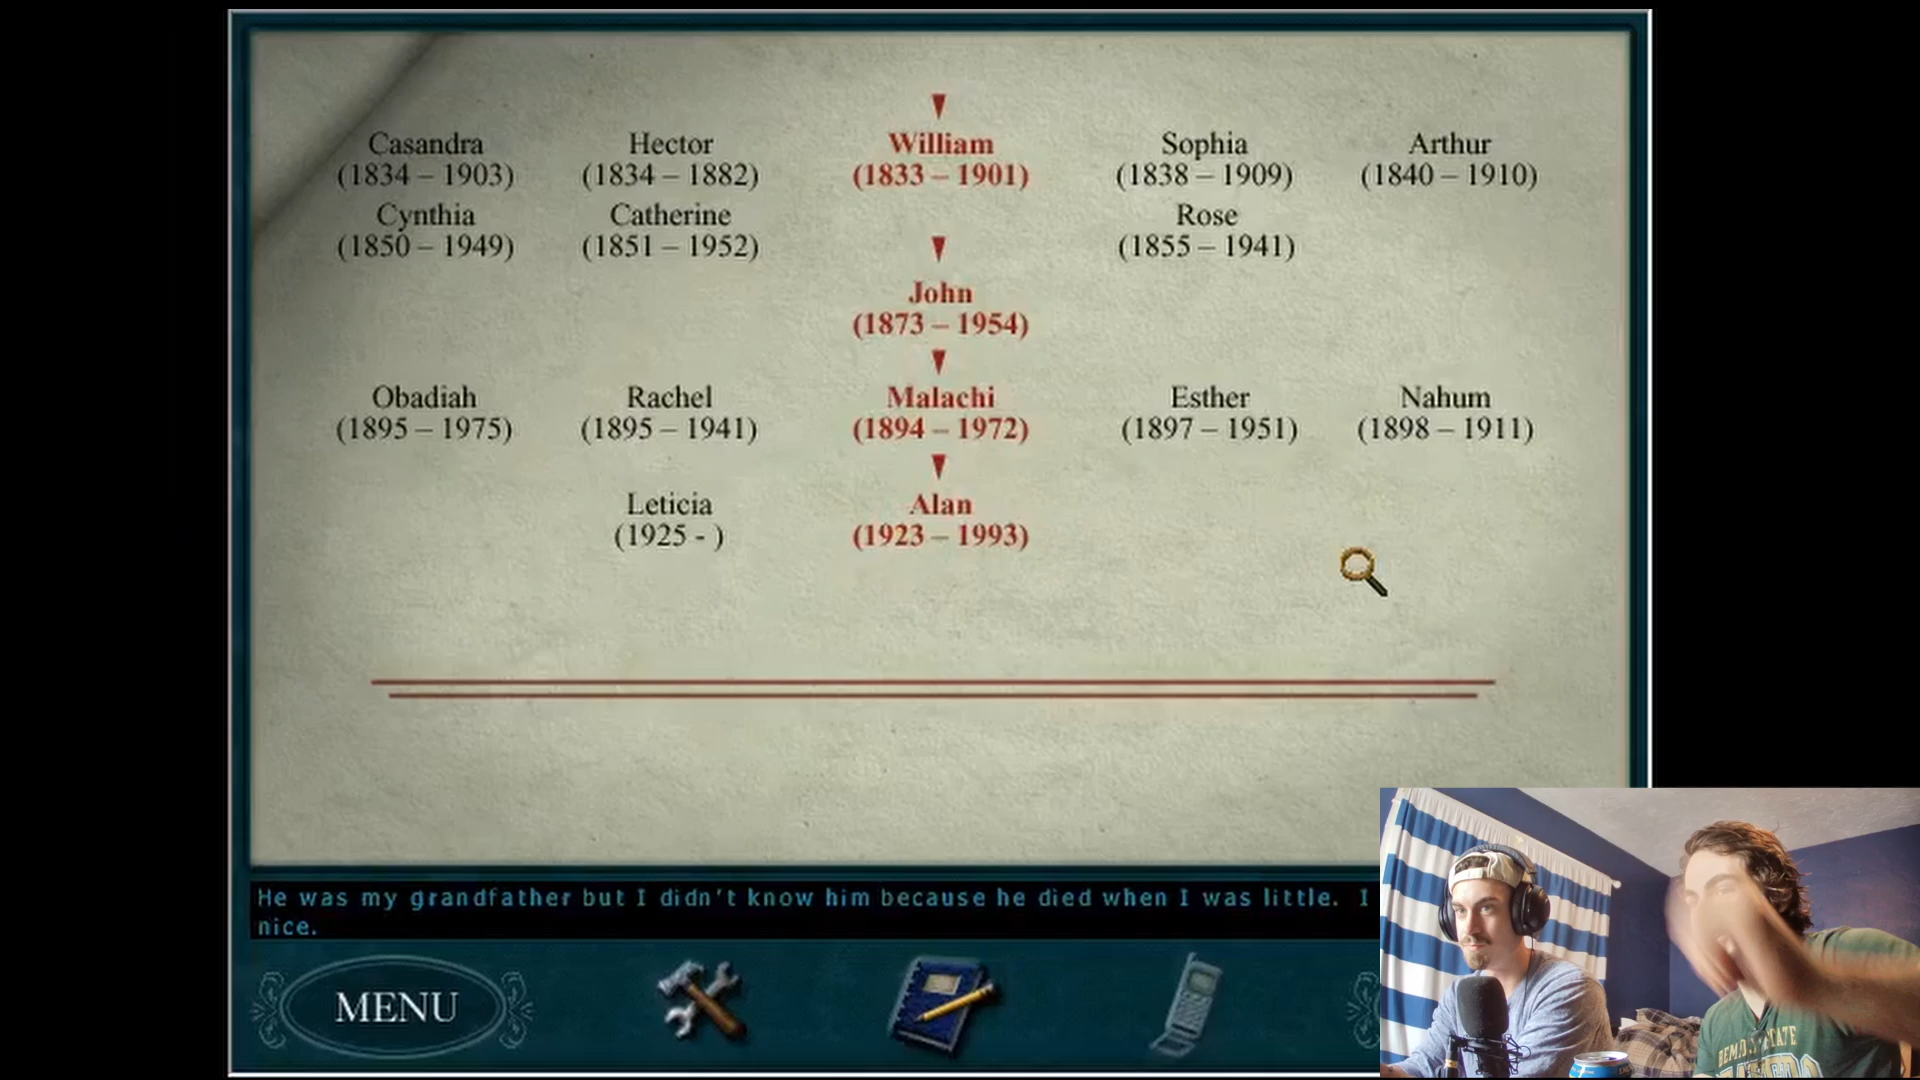 Casandra Hector William Sophia Arthur
(1834 – 1903) (1834 – 1882) (1833 – 1901) (1838 – 1909) (1840 – 1910)
Cynthia Catherine Rose
(1850 – 1949) (1851 – 1952) (1855 – 1941)
John
(1873 – 1954)
Obadiah Rachel Malachi Esther Nahum
(1895 – 1975) (1895 – 1941) (1894 – 1972) (1897 – 1951) (1898 – 1911)
Leticia Alan
(1925 - ) (1923 – 1993)
He was my grandfather but I didn't know him because he died when I was little. I
nice.
MENU